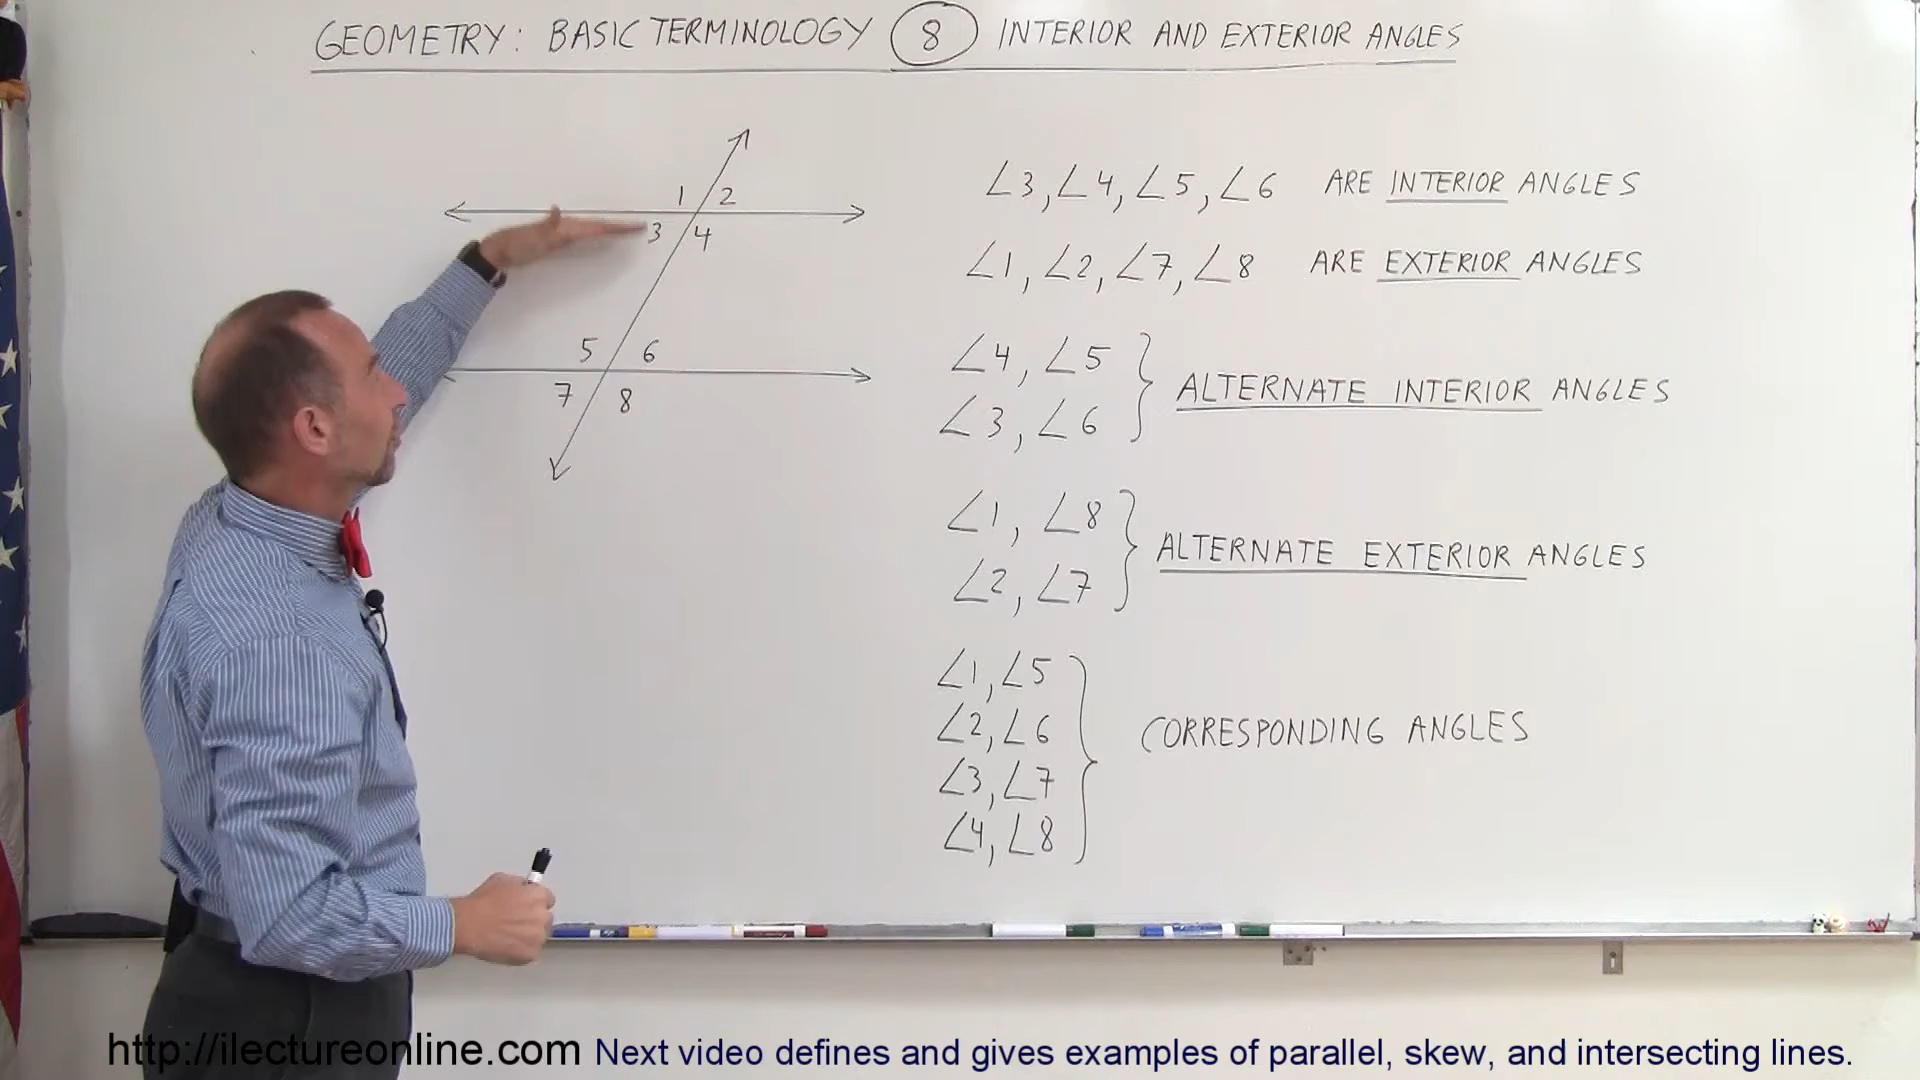 GEOMETRY: BASIC TERMINOLOGY 8 INTERIOR AND EXTERIOR ANGLES
1 2
3 4
5 6
7 8
∠3, ∠4, ∠5, ∠6 ARE INTERIOR ANGLES
∠1, ∠2, ∠7, ∠8 ARE EXTERIOR ANGLES
∠4, ∠5
∠3, ∠6
ALTERNATE INTERIOR ANGLES
∠1, ∠8
∠2, ∠7
ALTERNATE EXTERIOR ANGLES
∠1, ∠5
∠2, ∠6
∠3, ∠7
∠4, ∠8
CORRESPONDING ANGLES
http://ilectureonline.com Next video defines and gives examples of parallel, skew, and intersecting lines.